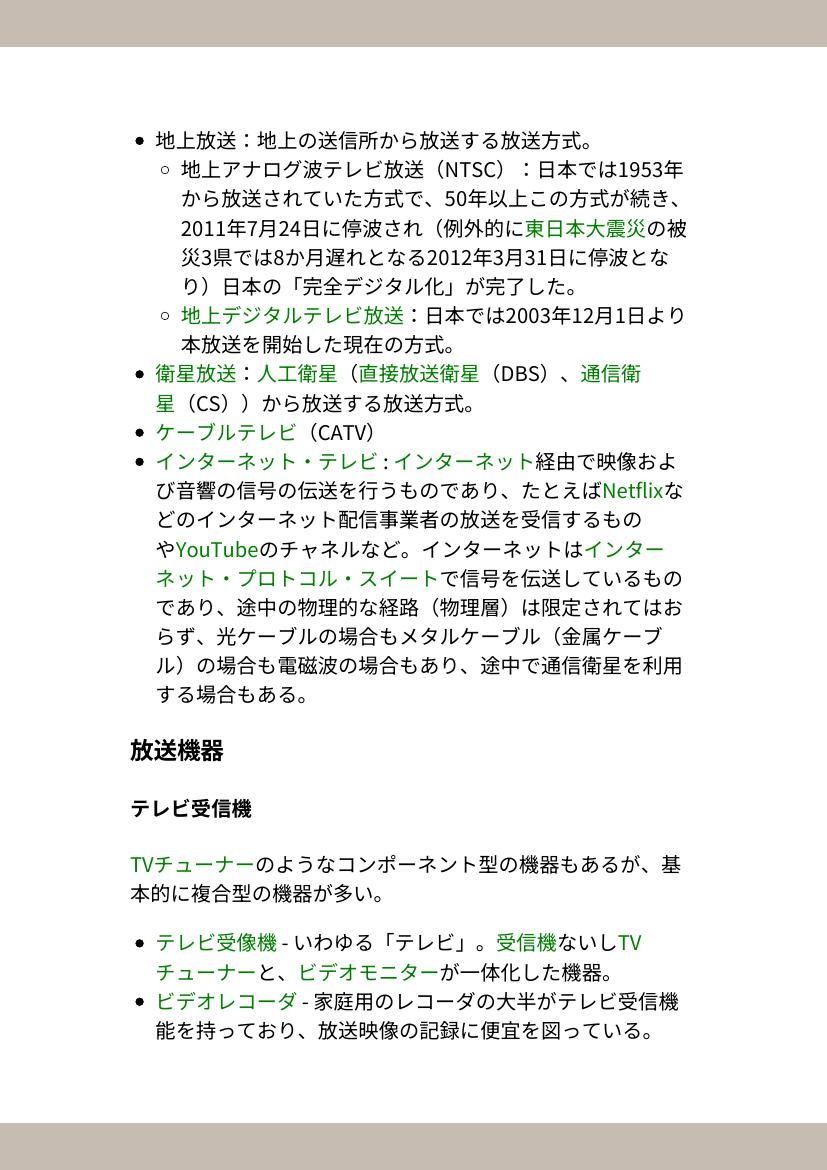 • 地上放送：地上の送信所から放送する放送方式。
○ 地上アナログ波テレビ放送（NTSC）：日本では1953年
から放送されていた方式で、50年以上この方式が続き、
2011年7月24日に停波され（例外的に東日本大震災の被
災3県では8か月遅れとなる2012年3月31日に停波とな
り）日本の「完全デジタル化」が完了した。
○ 地上デジタルテレビ放送：日本では2003年12月1日より
本放送を開始した現在の方式。
• 衛星放送：人工衛星（直接放送衛星（DBS）、通信衛
星（CS））から放送する放送方式。
• ケーブルテレビ（CATV）
• インターネット・テレビ : インターネット経由で映像およ
び音響の信号の伝送を行うものであり、たとえばNetflixな
どのインターネット配信事業者の放送を受信するもの
やYouTubeのチャネルなど。インターネットはインター
ネット・プロトコル・スイートで信号を伝送しているもの
であり、途中の物理的な経路（物理層）は限定されてはお
らず、光ケーブルの場合もメタルケーブル（金属ケーブ
ル）の場合も電磁波の場合もあり、途中で通信衛星を利用
する場合もある。
放送機器
テレビ受信機
TVチューナーのようなコンポーネント型の機器もあるが、基
本的に複合型の機器が多い。
• テレビ受像機 - いわゆる「テレビ」。受信機ないしTV
チューナーと、ビデオモニターが一体化した機器。
• ビデオレコーダ - 家庭用のレコーダの大半がテレビ受信機
能を持っており、放送映像の記録に便宜を図っている。